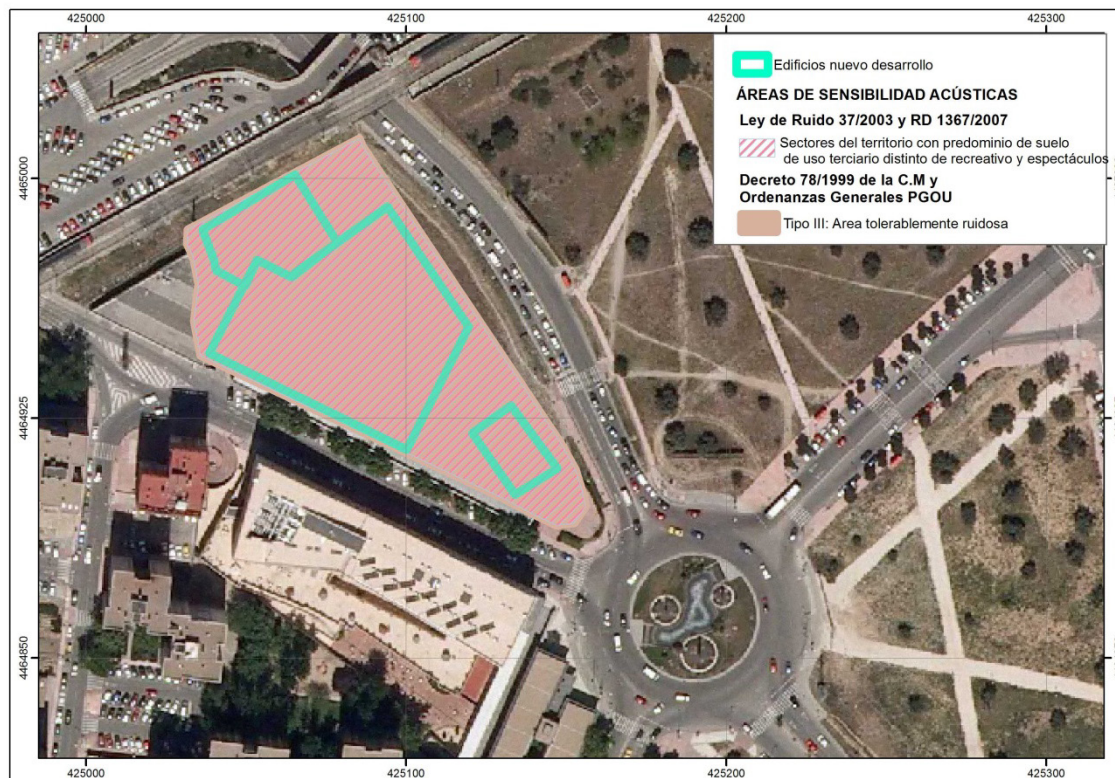 425000 425100 425200 425300
Edificios nuevo desarrollo
ÁREAS DE SENSIBILIDAD ACÚSTICAS
Ley de Ruido 37/2003 y RD 1367/2007
Sectores del territorio con predominio de suelo
de uso terciario distinto de recreativo y espectáculos
Decreto 78/1999 de la C.M y
Ordenanzas Generales PGOU
Tipo III: Area tolerablemente ruidosa
4465000
4464925
4464850
425000 425100 425200 425300